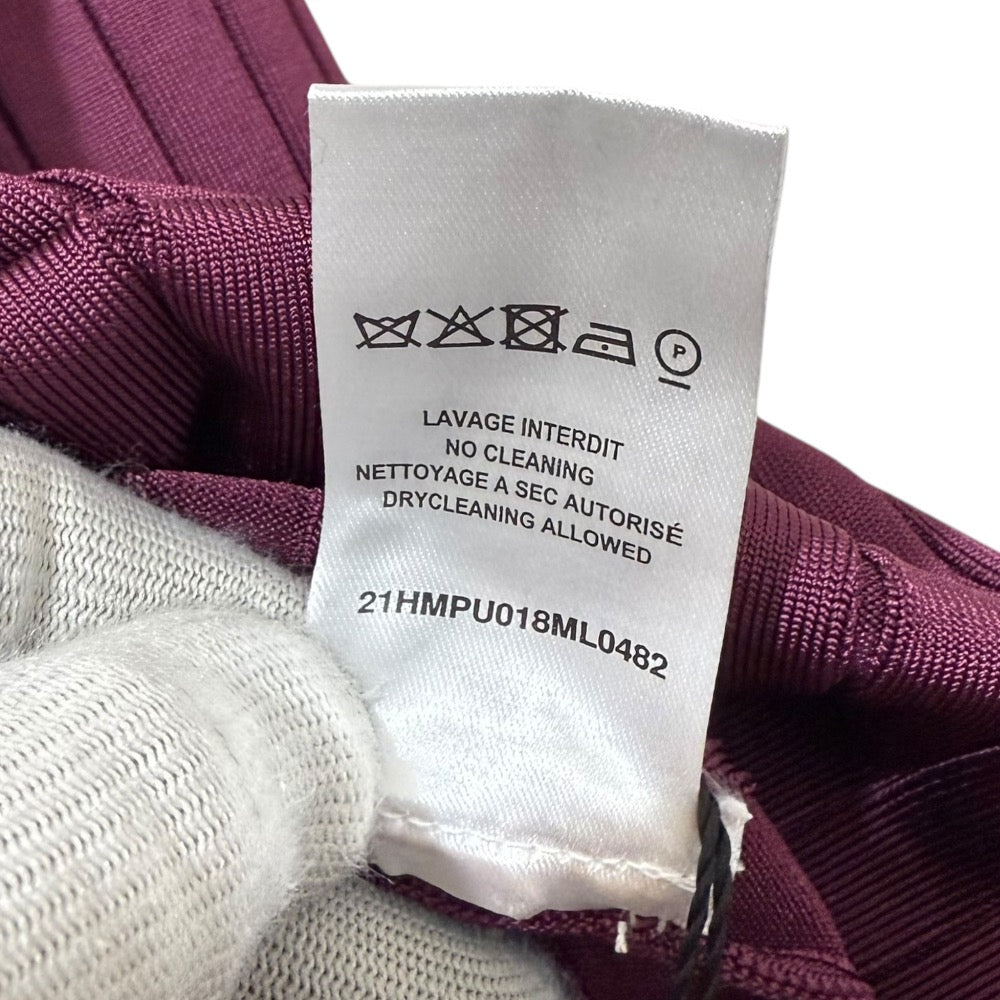 P
LAVAGE INTERDIT
NO CLEANING
NETTOYAGE A SEC AUTORISÉ
DRYCLEANING ALLOWED
21HMPU018ML0482